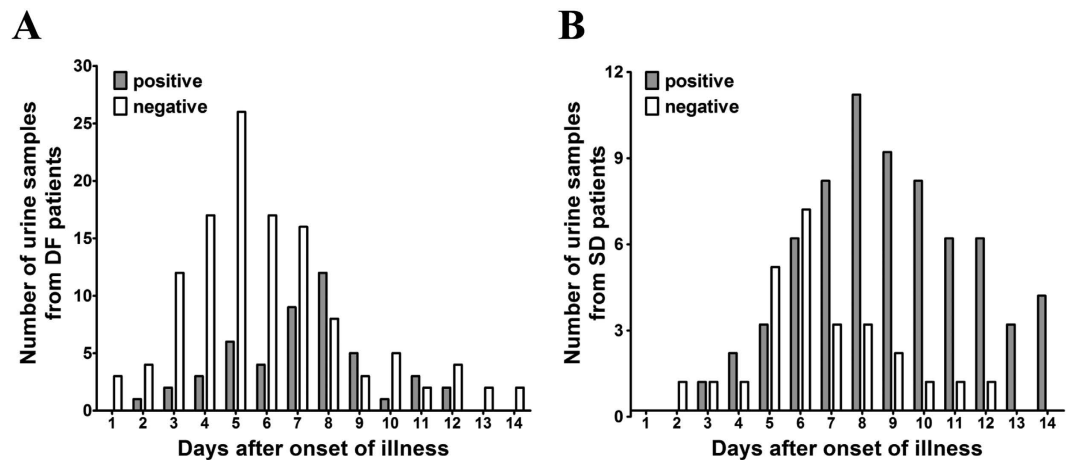 A
Number of urine samples
from DF patients
30
25
20
15
10
5
0
positive
negative
1 2 3 4 5 6 7 8 9 10 11 12 13 14
Days after onset of illness
B
Number of urine samples
from SD patients
12
9
6
3
0
positive
negative
1 2 3 4 5 6 7 8 9 10 11 12 13 14
Days after onset of illness